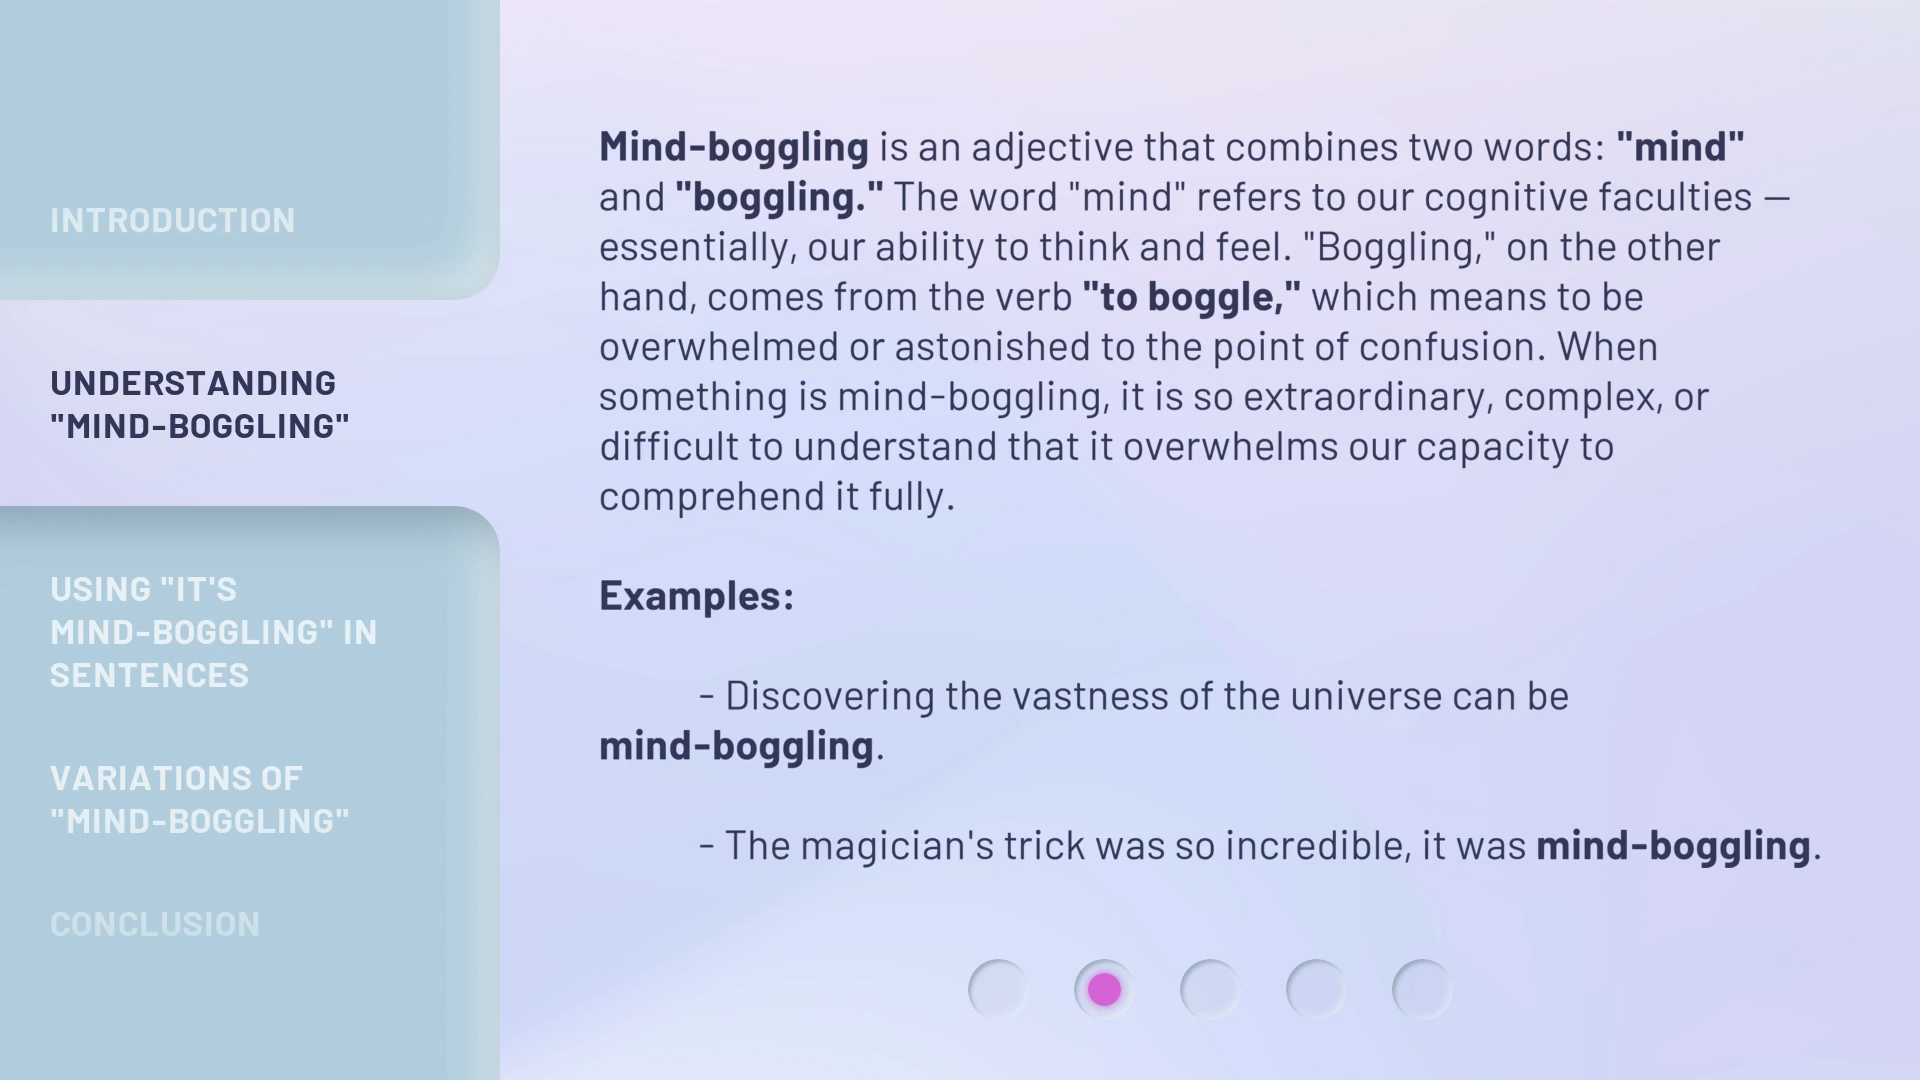 INTRODUCTION
UNDERSTANDING
"MIND-BOGGLING"
USING "IT'S
MIND-BOGGLING" IN
SENTENCES
VARIATIONS OF
"MIND-BOGGLING"
CONCLUSION
Mind-boggling is an adjective that combines two words: "mind"
and "boggling." The word "mind" refers to our cognitive faculties —
essentially, our ability to think and feel. "Boggling," on the other
hand, comes from the verb "to boggle," which means to be
overwhelmed or astonished to the point of confusion. When
something is mind-boggling, it is so extraordinary, complex, or
difficult to understand that it overwhelms our capacity to
comprehend it fully.
Examples:
- Discovering the vastness of the universe can be
mind-boggling.
- The magician's trick was so incredible, it was mind-boggling.